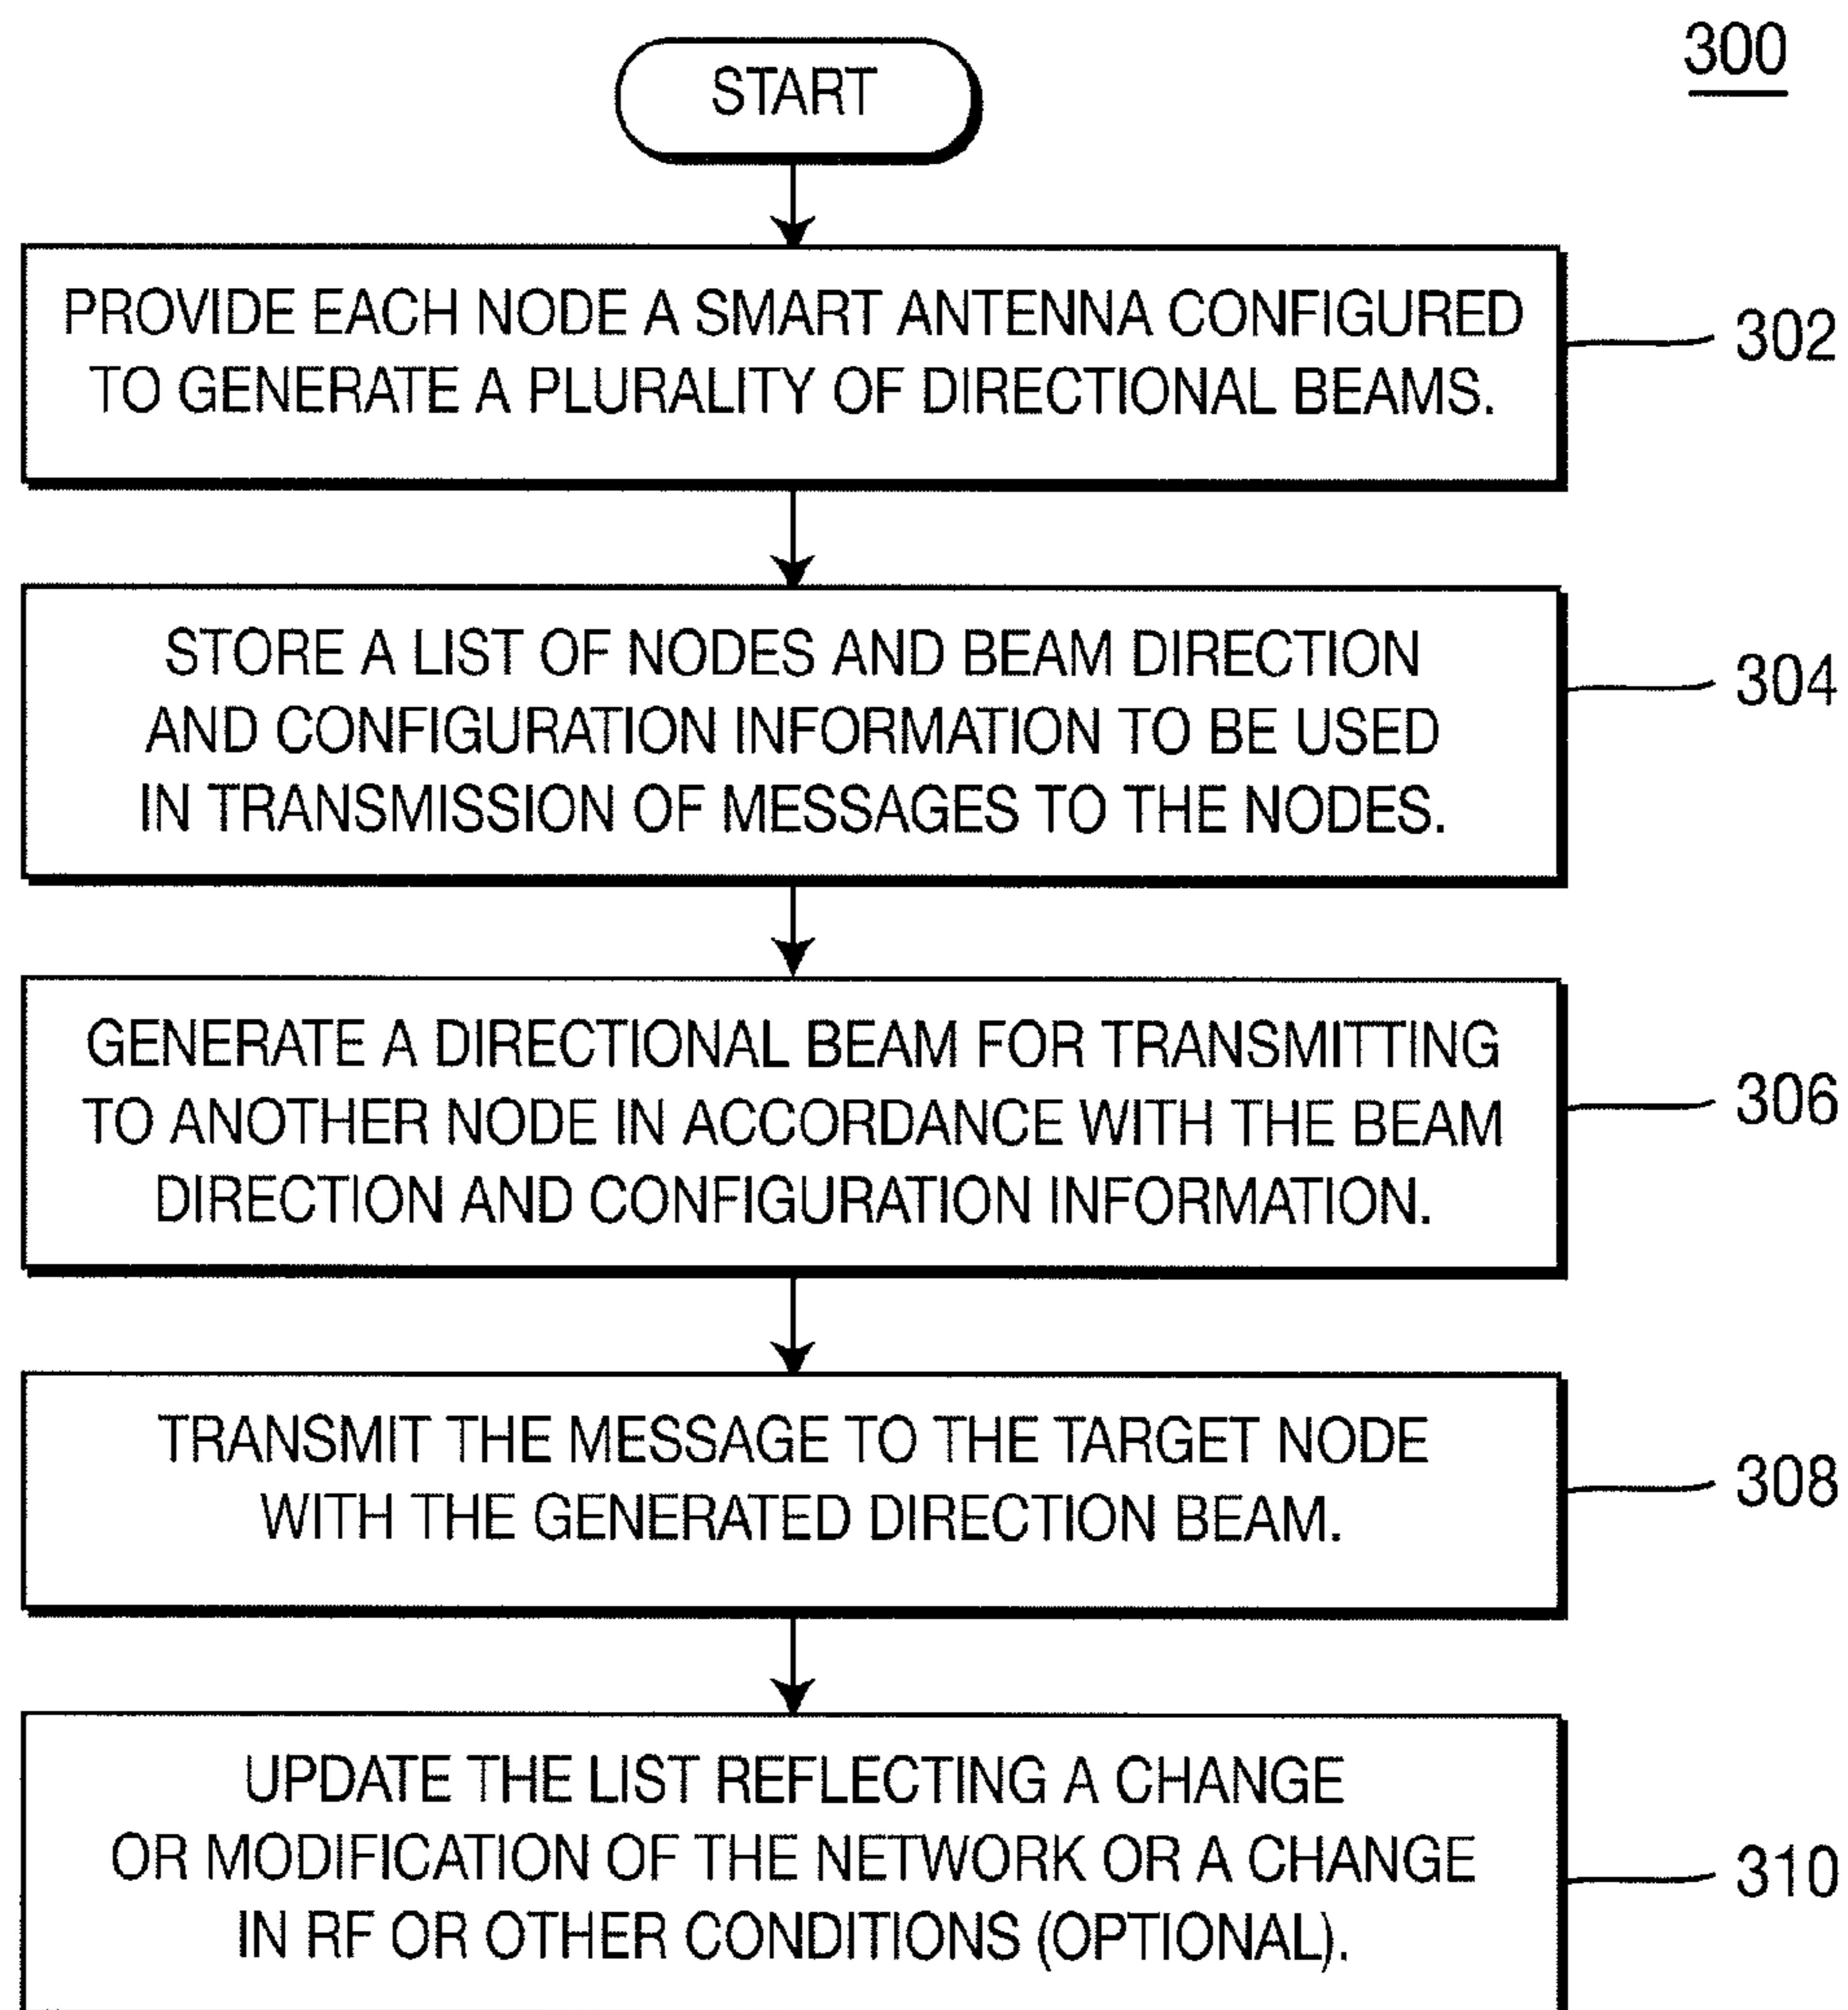 300
START
PROVIDE EACH NODE A SMART ANTENNA CONFIGURED
TO GENERATE A PLURALITY OF DIRECTIONAL BEAMS.
302
STORE A LIST OF NODES AND BEAM DIRECTION
AND CONFIGURATION INFORMATION TO BE USED
IN TRANSMISSION OF MESSAGES TO THE NODES.
304
GENERATE A DIRECTIONAL BEAM FOR TRANSMITTING
TO ANOTHER NODE IN ACCORDANCE WITH THE BEAM
DIRECTION AND CONFIGURATION INFORMATION.
306
TRANSMIT THE MESSAGE TO THE TARGET NODE
WITH THE GENERATED DIRECTION BEAM.
308
UPDATE THE LIST REFLECTING A CHANGE
OR MODIFICATION OF THE NETWORK OR A CHANGE
IN RF OR OTHER CONDITIONS (OPTIONAL).
310